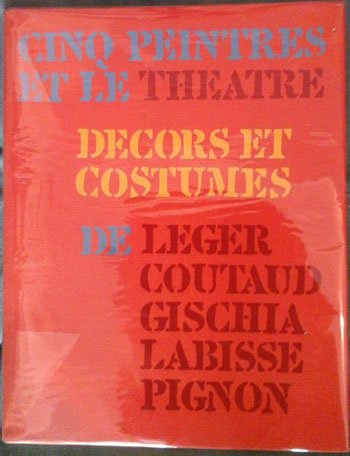 CINQ PEINTRES
ET LE THEATRE
DECORS ET
COSTUMES
DE LEGER
COUTAUD
GISCHIA
LABISSE
PIGNON